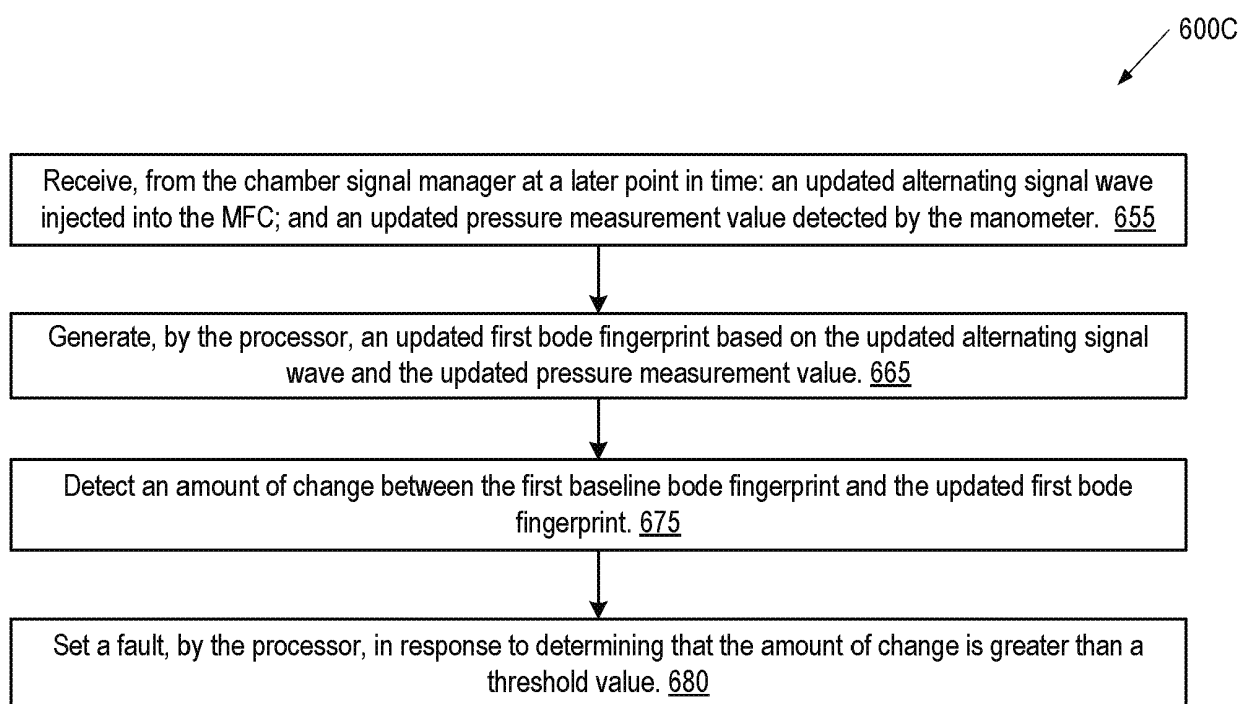 600C
Receive, from the chamber signal manager at a later point in time: an updated alternating signal wave
injected into the MFC; and an updated pressure measurement value detected by the manometer. 655
Generate, by the processor, an updated first bode fingerprint based on the updated alternating signal
wave and the updated pressure measurement value. 665
Detect an amount of change between the first baseline bode fingerprint and the updated first bode
fingerprint. 675
Set a fault, by the processor, in response to determining that the amount of change is greater than a
threshold value. 680